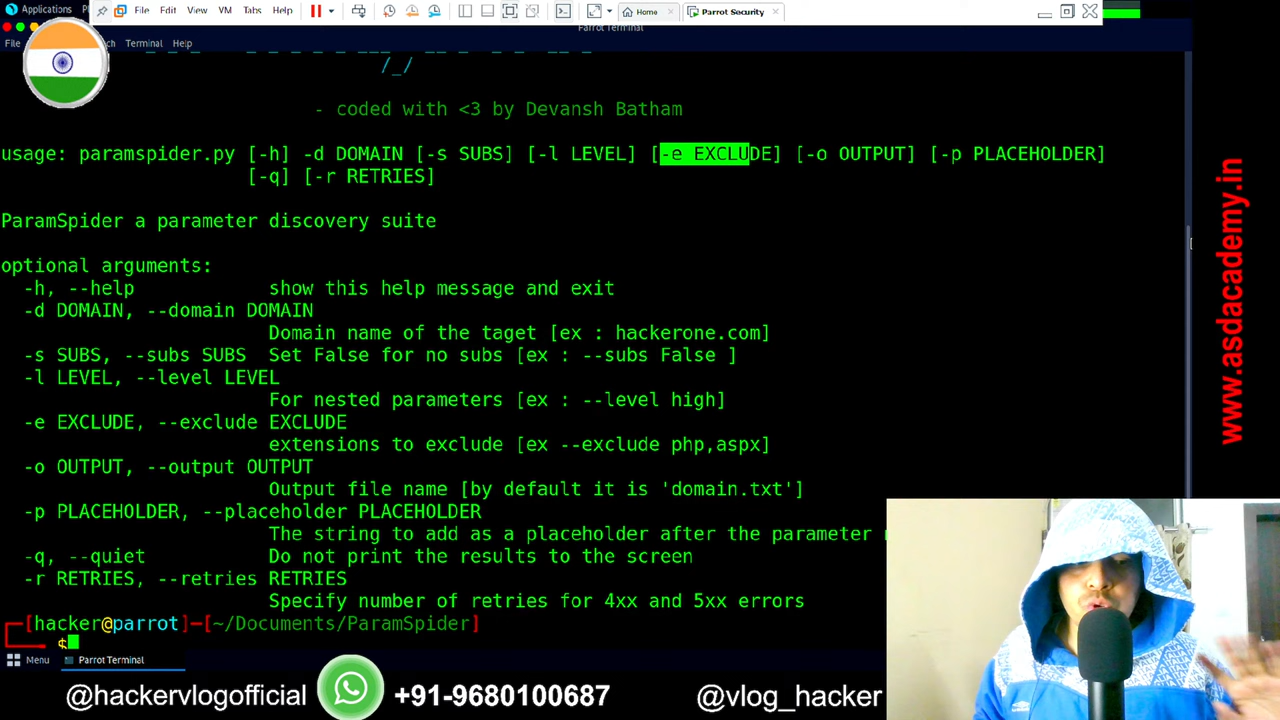 Applications
File Edit View VM Tabs Help
Home
Parrot Security
Parrot Terminal
File
Terminal Help
/_/
- coded with <3 by Devansh Batham
usage: paramspider.py [-h] -d DOMAIN [-s SUBS] [-l LEVEL] [-e EXCLUDE] [-o OUTPUT] [-p PLACEHOLDER]
[-q] [-r RETRIES]
ParamSpider a parameter discovery suite
optional arguments:
-h, --help show this help message and exit
-d DOMAIN, --domain DOMAIN
Domain name of the taget [ex : hackerone.com]
-s SUBS, --subs SUBS Set False for no subs [ex : --subs False ]
-l LEVEL, --level LEVEL
For nested parameters [ex : --level high]
-e EXCLUDE, --exclude EXCLUDE
extensions to exclude [ex --exclude php,aspx]
-o OUTPUT, --output OUTPUT
Output file name [by default it is 'domain.txt']
-p PLACEHOLDER, --placeholder PLACEHOLDER
The string to add as a placeholder after the parameter
-q, --quiet Do not print the results to the screen
-r RETRIES, --retries RETRIES
Specify number of retries for 4xx and 5xx errors
[hacker@parrot]─[~/Documents/ParamSpider]
$
Menu Parrot Terminal
@hackervlogofficial +91-9680100687 @vlog_hacker
www.asdacademy.in